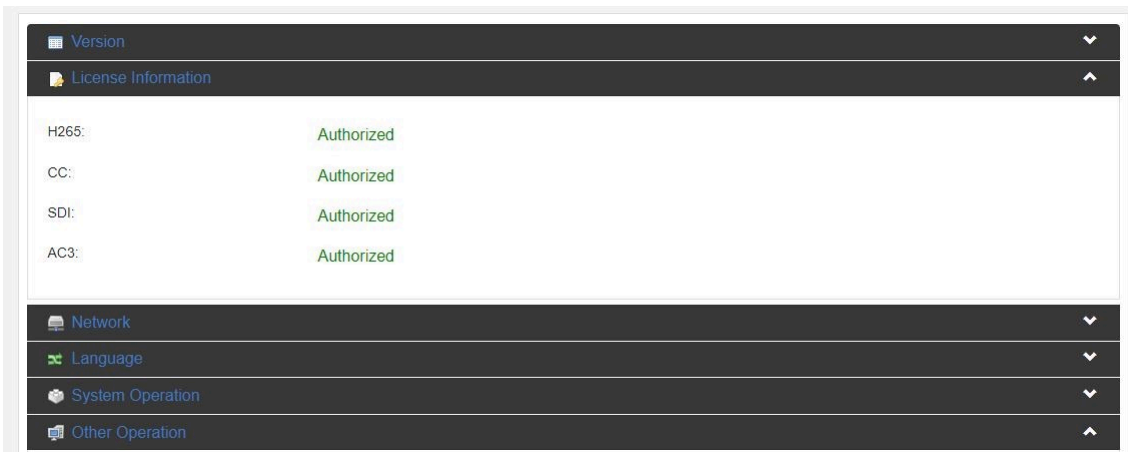 Version
License Information
H265: Authorized
CC: Authorized
SDI: Authorized
AC3: Authorized
Network
Language
System Operation
Other Operation